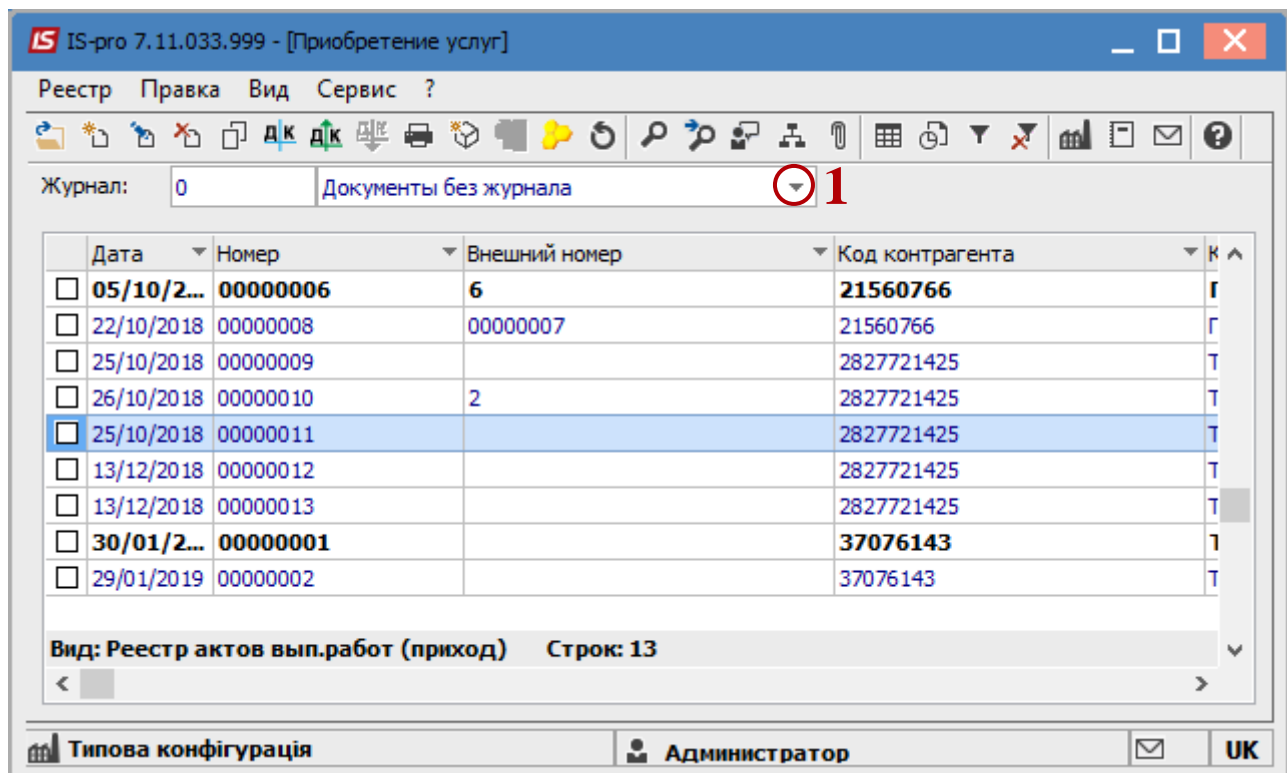 IS IS-pro 7.11.033.999 - [Приобретение услуг]
Реестр Правка Вид Сервис ?
Журнал: 0 Документы без журнала 1
Дата Номер Внешний номер Код контрагента К
05/10/2... 00000006 6 21560766
22/10/2018 00000008 00000007 21560766
25/10/2018 00000009 2827721425 Т
26/10/2018 00000010 2 2827721425 Т
25/10/2018 00000011 2827721425 Т
13/12/2018 00000012 2827721425 Т
13/12/2018 00000013 2827721425 Т
30/01/2... 00000001 37076143
29/01/2019 00000002 37076143 Т
Вид: Реестр актов вып.работ (приход) Строк: 13
Типова конфігурація Администратор UK